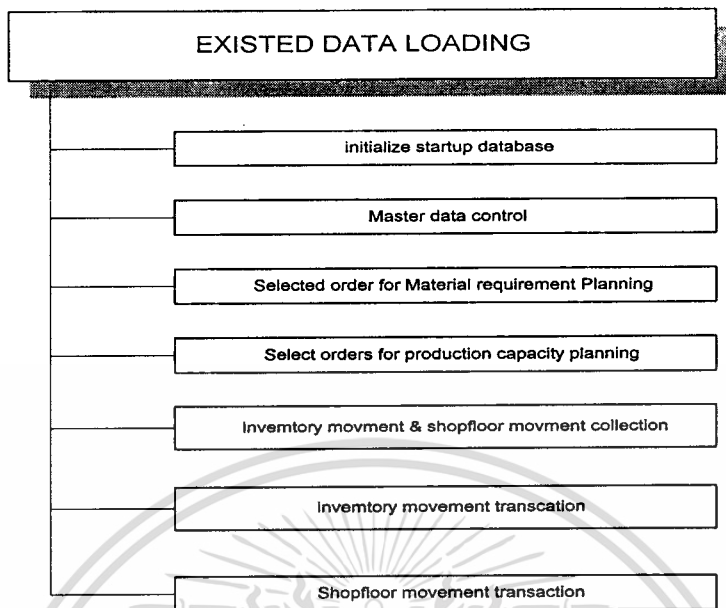 EXISTED DATA LOADING
initialize startup database
Master data control
Selected order for Material requirement Planning
Select orders for production capacity planning
Invemtory movment & shopfloor movment collection
Invemtory movement transcation
Shopfloor movement transaction